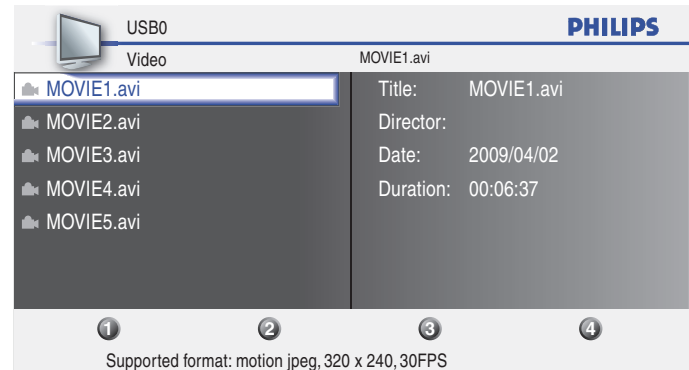 USB0
PHILIPS
Video
MOVIE1.avi
MOVIE1.avi
MOVIE2.avi
MOVIE3.avi
MOVIE4.avi
MOVIE5.avi
Title: MOVIE1.avi
Director:
Date: 2009/04/02
Duration: 00:06:37
1 2 3 4
Supported format: motion jpeg, 320 x 240, 30FPS